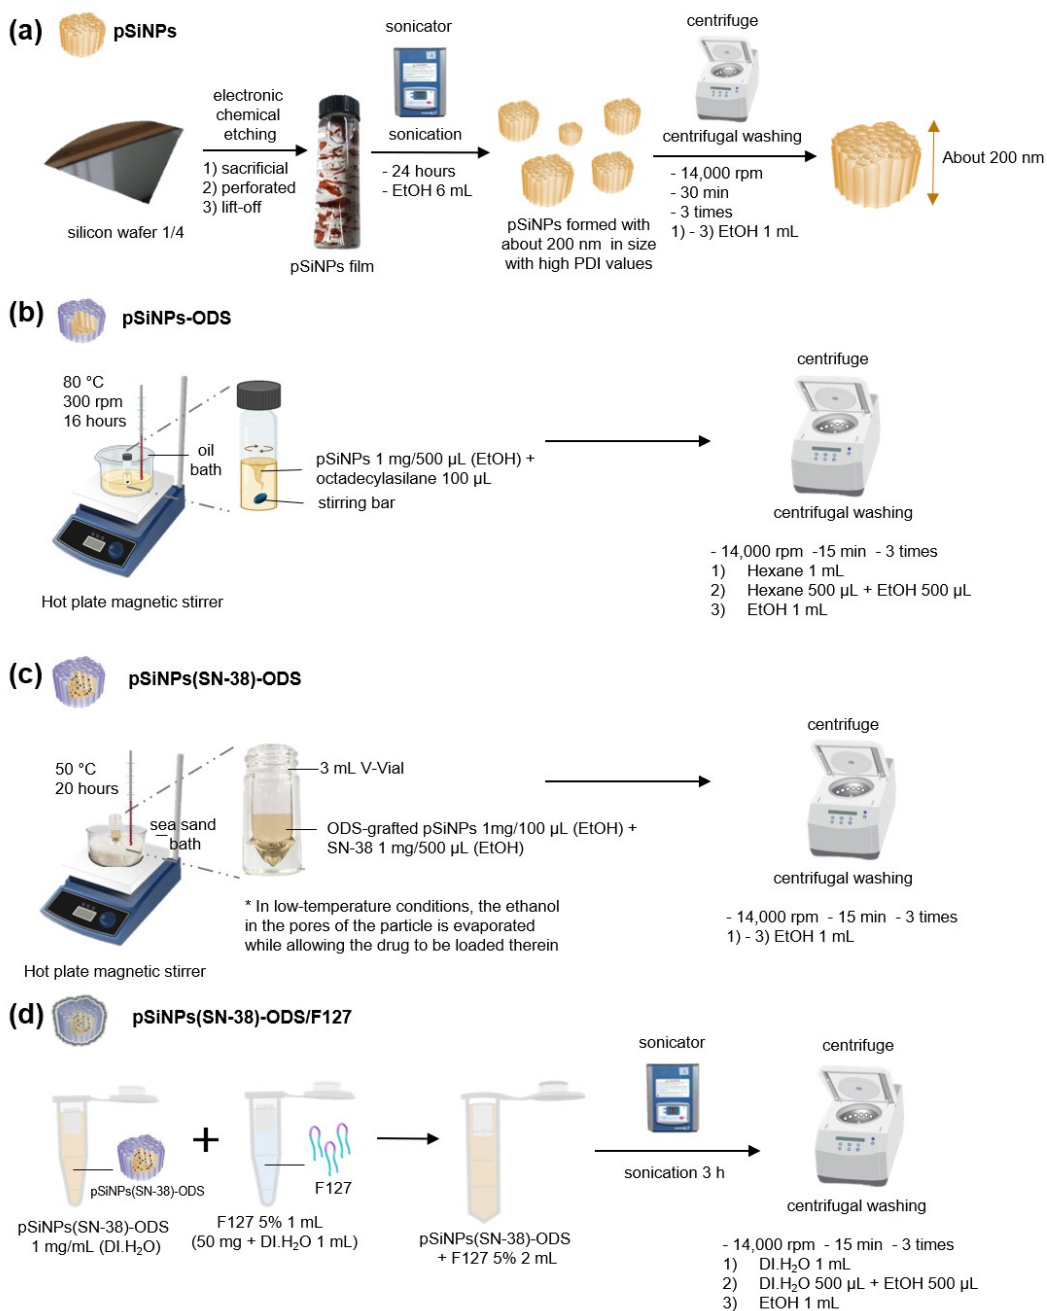 (a)
pSiNPs
silicon wafer 1/4
electronic
chemical
etching
1) sacrificial
2) perforated
3) lift-off
pSiNPs film
sonicator
sonication
- 24 hours
- EtOH 6 mL
pSiNPs formed with
about 200 nm in size
with high PDI values
centrifuge
centrifugal washing
- 14,000 rpm
- 30 min
- 3 times
1) - 3) EtOH 1 mL
About 200 nm
(b)
pSiNPs-ODS
80 °C
300 rpm
16 hours
oil
bath
Hot plate magnetic stirrer
pSiNPs 1 mg/500 µL (EtOH) +
octadecylasilane 100 µL
stirring bar
centrifuge
centrifugal washing
- 14,000 rpm -15 min - 3 times
1) Hexane 1 mL
2) Hexane 500 µL + EtOH 500 µL
3) EtOH 1 mL
(c)
pSiNPs(SN-38)-ODS
50 °C
20 hours
sea sand
bath
Hot plate magnetic stirrer
3 mL V-Vial
ODS-grafted pSiNPs 1mg/100 µL (EtOH) +
SN-38 1 mg/500 µL (EtOH)
* In low-temperature conditions, the ethanol
in the pores of the particle is evaporated
while allowing the drug to be loaded therein
centrifuge
centrifugal washing
- 14,000 rpm - 15 min - 3 times
1) - 3) EtOH 1 mL
(d)
pSiNPs(SN-38)-ODS/F127
pSiNPs(SN-38)-ODS
pSiNPs(SN-38)-ODS
1 mg/mL (DI.H₂O)
+
F127
F127 5% 1 mL
(50 mg + DI.H₂O 1 mL)
pSiNPs(SN-38)-ODS
+ F127 5% 2 mL
sonicator
sonication 3 h
centrifuge
centrifugal washing
- 14,000 rpm - 15 min - 3 times
1) DI.H₂O 1 mL
2) DI.H₂O 500 µL + EtOH 500 µL
3) EtOH 1 mL